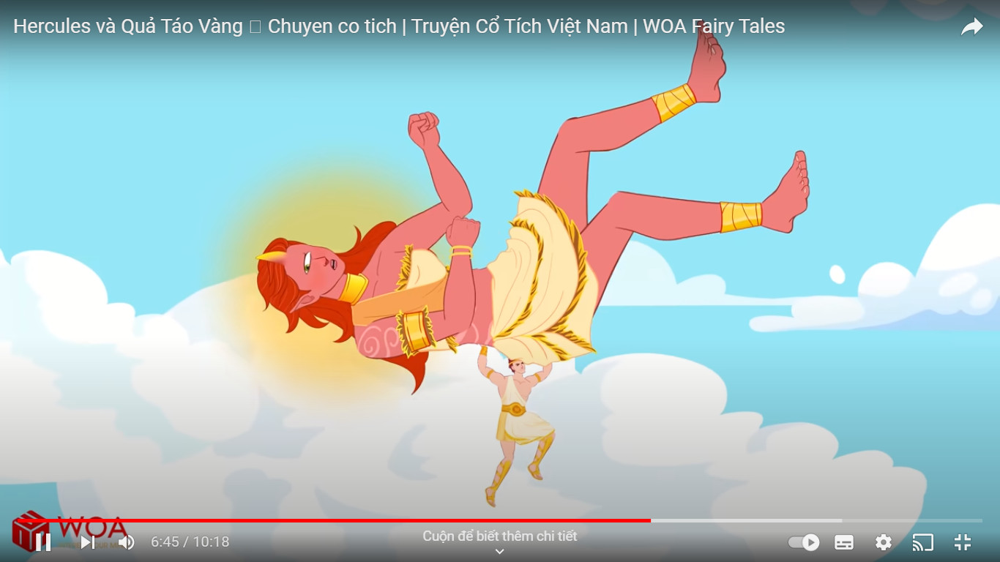 Hercules và Quả Táo Vàng □ Chuyen co tich | Truyện Cổ Tích Việt Nam | WOA Fairy Tales
WOA
6:45 / 10:18
Cuộn để biết thêm chi tiết